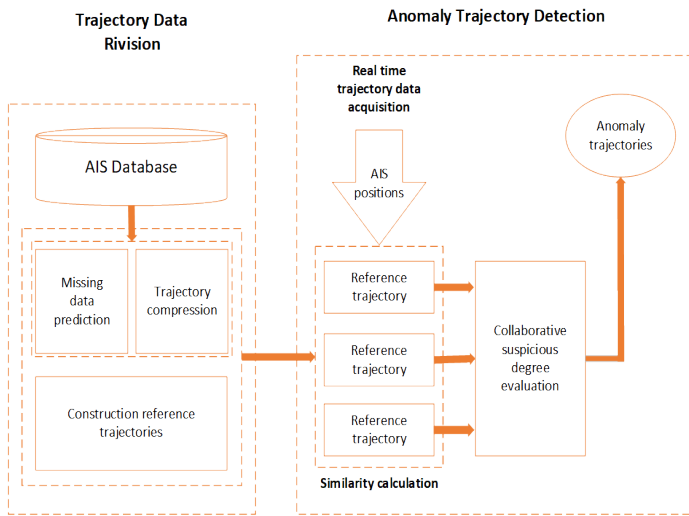 Trajectory Data
Rivision
AIS Database
Missing
data
prediction
Trajectory
compression
Construction reference
trajectories
Anomaly Trajectory Detection
Real time
trajectory data
acquisition
AIS
positions
Reference
trajectory
Reference
trajectory
Reference
trajectory
Similarity calculation
Collaborative
suspicious
degree
evaluation
Anomaly
trajectories